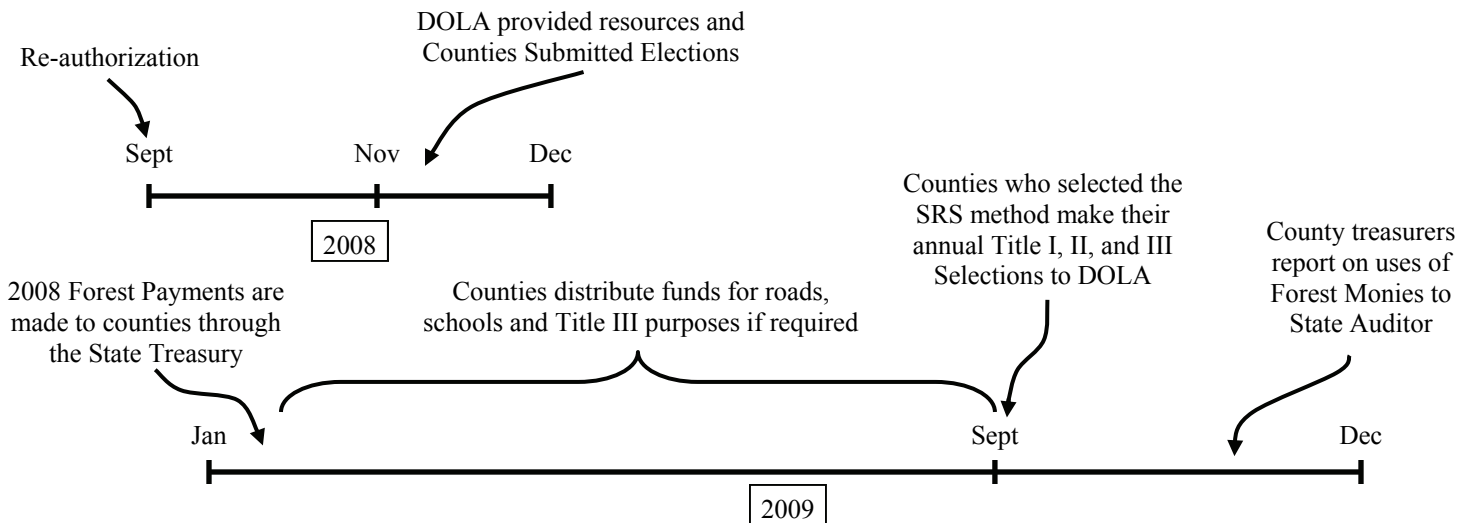 DOLA provided resources and
Counties Submitted Elections
Re-authorization
Sept
Nov
Dec
2008
Counties who selected the
SRS method make their
annual Title I, II, and III
Selections to DOLA
County treasurers
report on uses of
Forest Monies to
State Auditor
2008 Forest Payments are
made to counties through
the State Treasury
Counties distribute funds for roads,
schools and Title III purposes if required
Jan
Sept
Dec
2009